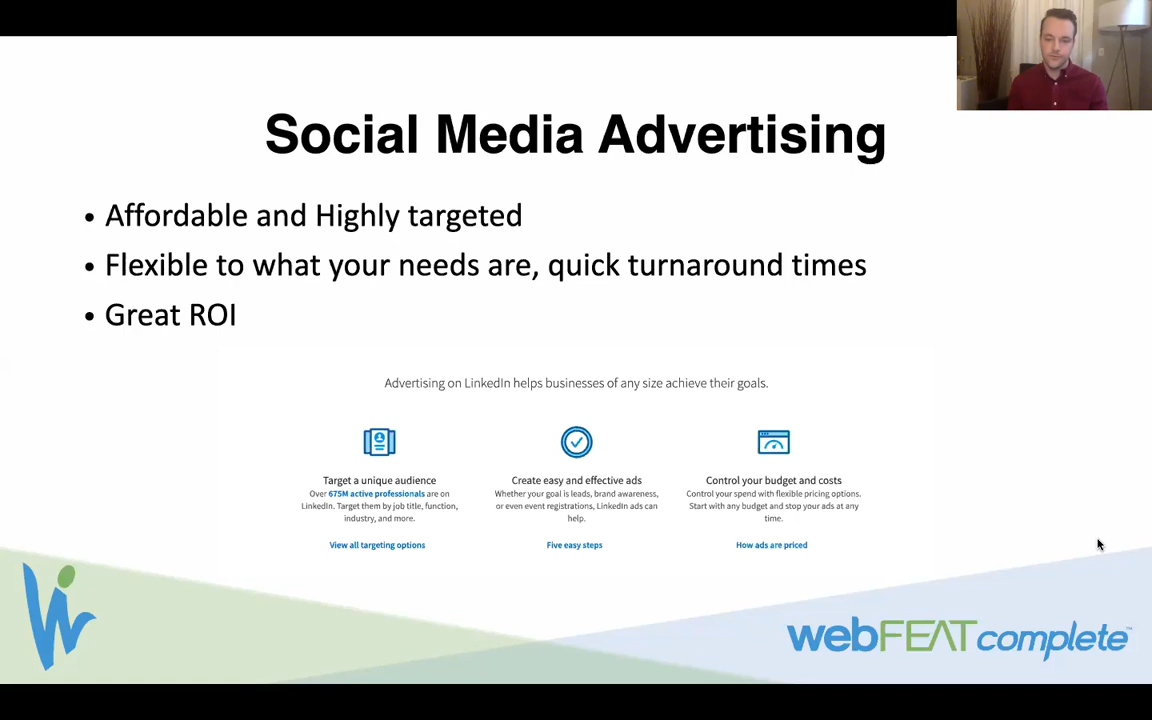 Social Media Advertising
• Affordable and Highly targeted
• Flexible to what your needs are, quick turnaround times
• Great ROI
Advertising on LinkedIn helps businesses of any size achieve their goals.
Target a unique audience
Over 675M active professionals are on
LinkedIn. Target them by job title, function,
industry, and more.
View all targeting options
Create easy and effective ads
Whether your goal is leads, brand awareness,
or even event registrations, LinkedIn ads can
help.
Five easy steps
Control your budget and costs
Control your spend with flexible pricing options.
Start with any budget and stop your ads at any
time.
How ads are priced
webFEAT complete™